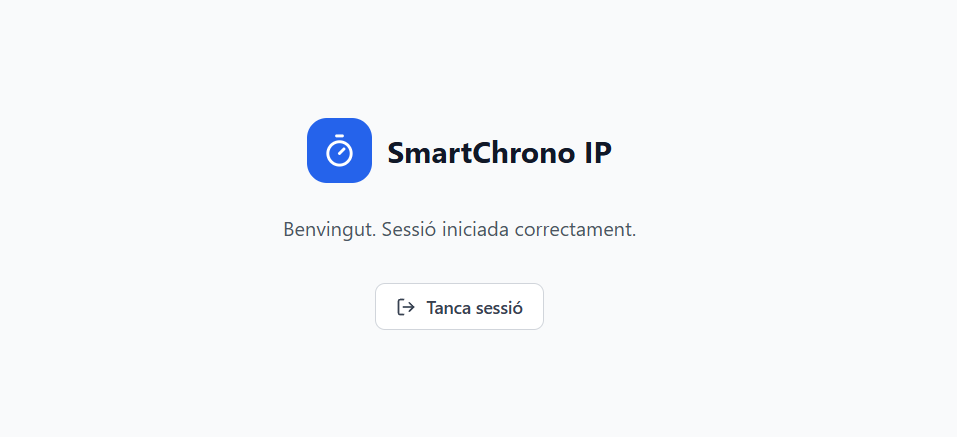 SmartChrono IP
Benvingut. Sessió iniciada correctament.
Tanca sessió